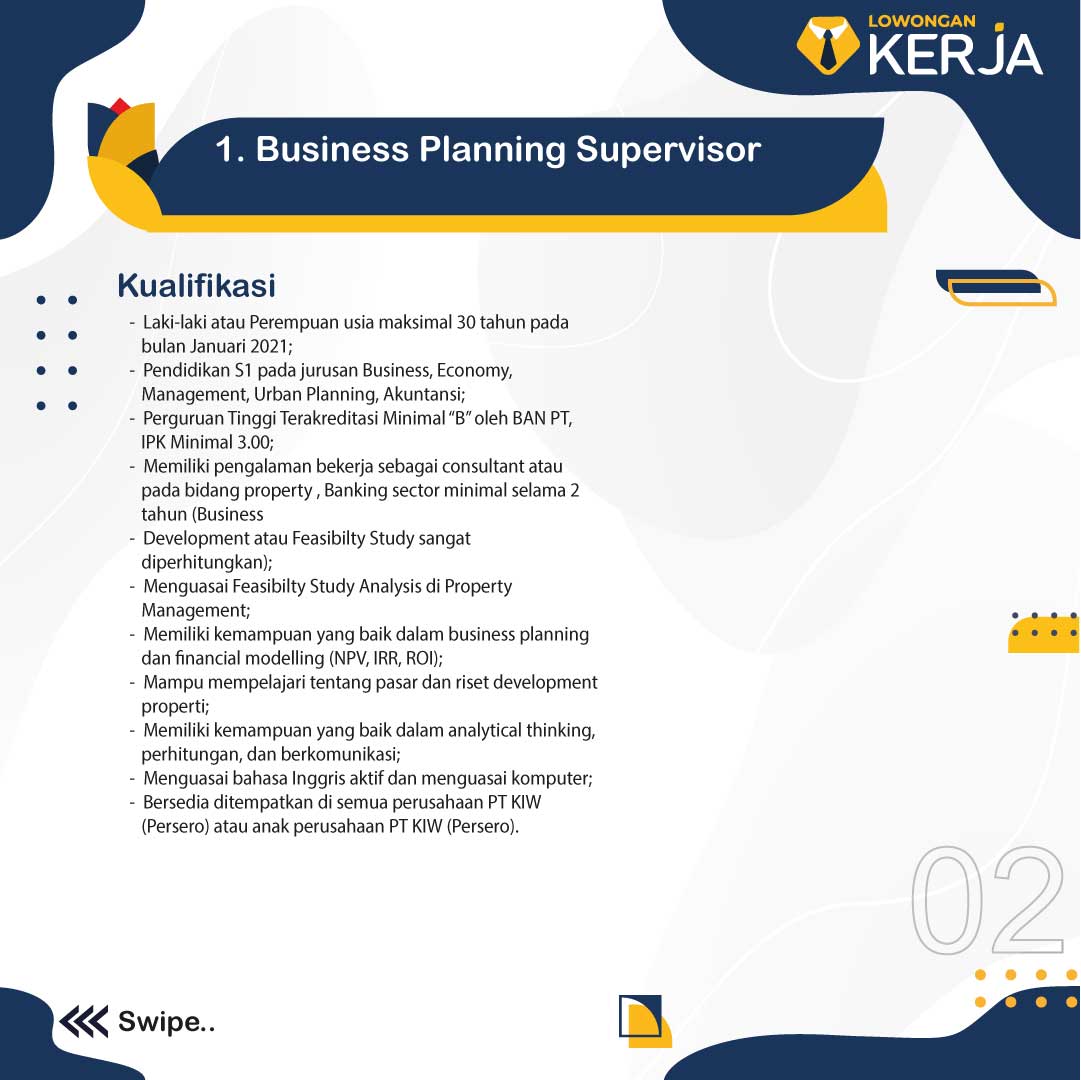 LOWONGAN
KERJA
1. Business Planning Supervisor
Kualifikasi
- Laki-laki atau Perempuan usia maksimal 30 tahun pada
bulan Januari 2021;
- Pendidikan S1 pada jurusan Business, Economy,
Management, Urban Planning, Akuntansi;
- Perguruan Tinggi Terakreditasi Minimal “B” oleh BAN PT,
IPK Minimal 3.00;
- Memiliki pengalaman bekerja sebagai consultant atau
pada bidang property , Banking sector minimal selama 2
tahun (Business
- Development atau Feasibilty Study sangat
diperhitungkan);
- Menguasai Feasibilty Study Analysis di Property
Management;
- Memiliki kemampuan yang baik dalam business planning
dan financial modelling (NPV, IRR, ROI);
- Mampu mempelajari tentang pasar dan riset development
properti;
- Memiliki kemampuan yang baik dalam analytical thinking,
perhitungan, dan berkomunikasi;
- Menguasai bahasa Inggris aktif dan menguasai komputer;
- Bersedia ditempatkan di semua perusahaan PT KIW
(Persero) atau anak perusahaan PT KIW (Persero).
02
Swipe..